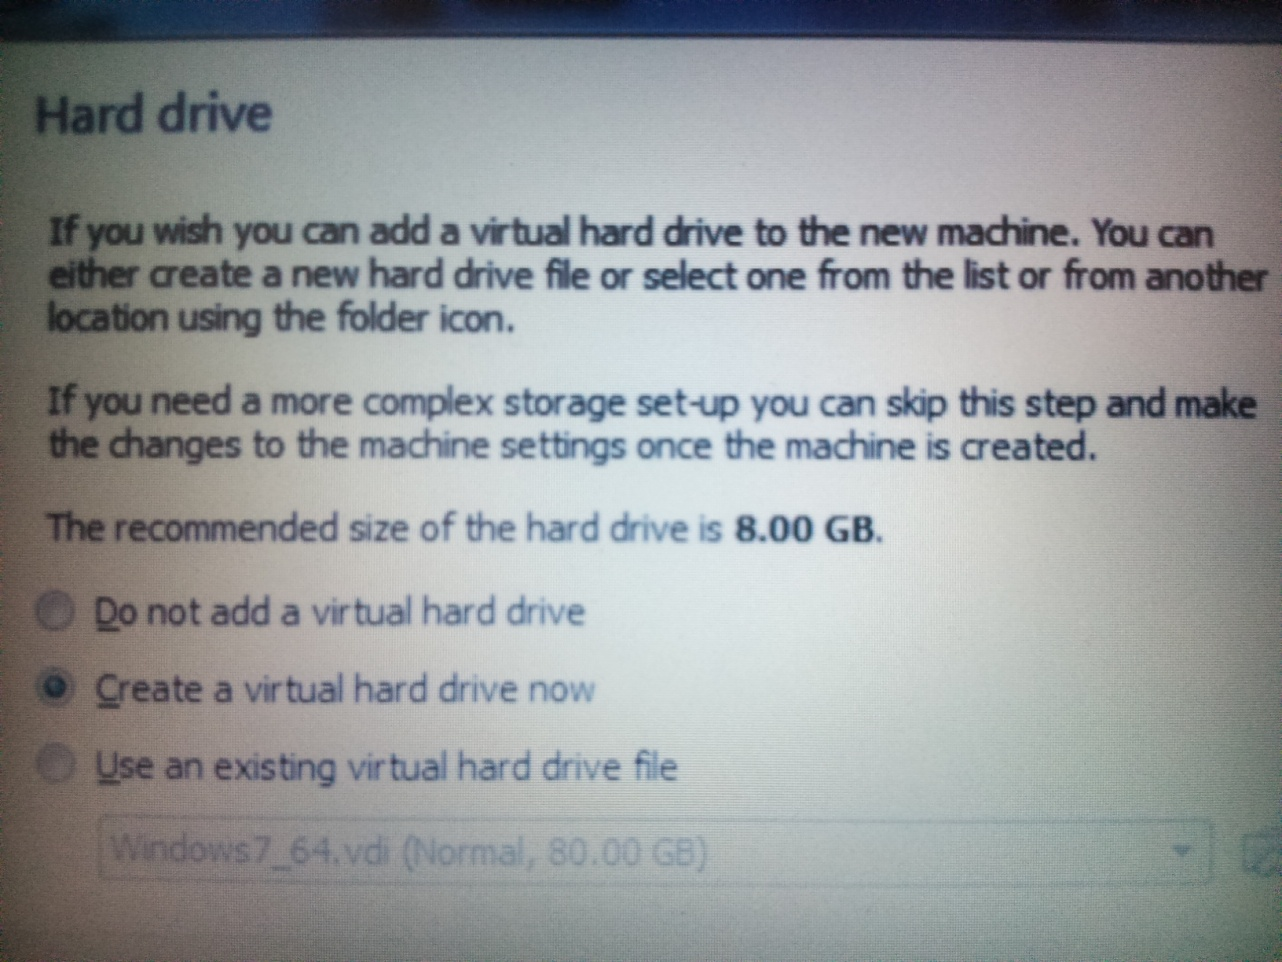 Hard drive
If you wish you can add a virtual hard drive to the new machine. You can
either create a new hard drive file or select one from the list or from another
location using the folder icon.
If you need a more complex storage set-up you can skip this step and make
the changes to the machine settings once the machine is created.
The recommended size of the hard drive is 8.00 GB.
Do not add a virtual hard drive
Create a virtual hard drive now
Use an existing virtual hard drive file
Windows7_64.vdi (Normal, 80.00 GB)